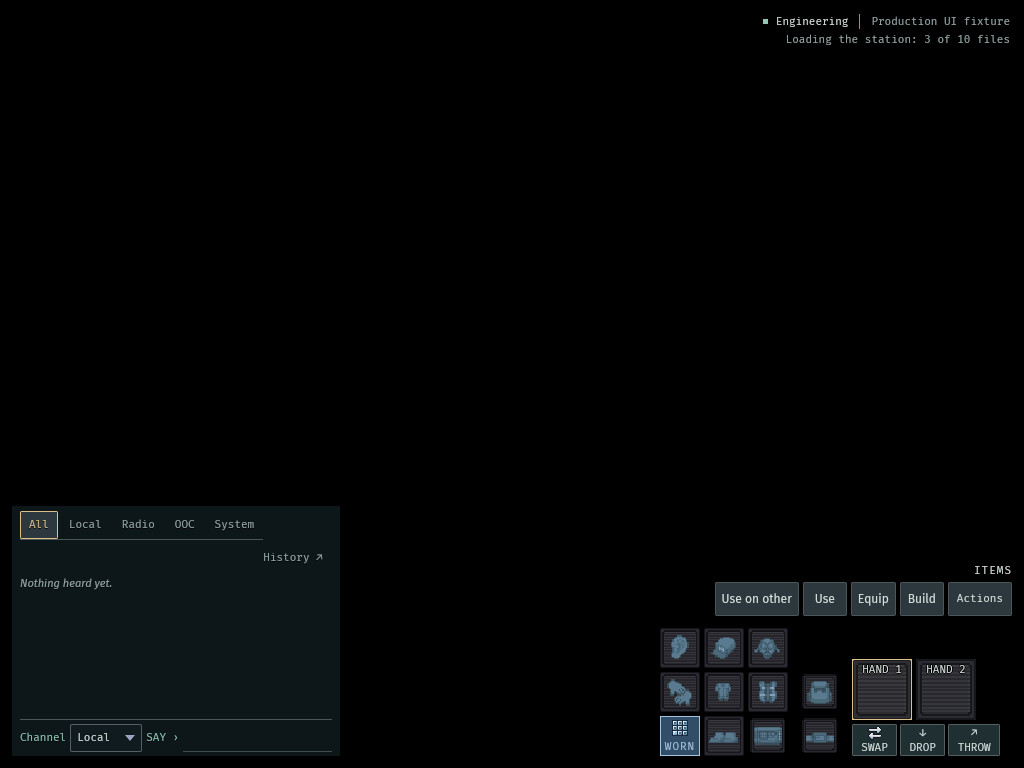 Engineering Production UI fixture
Loading the station: 3 of 10 files
All Local Radio OOC System
History ↗
Nothing heard yet.
Channel Local SAY ›
ITEMS
Use on other Use Equip Build Actions
HAND 1 HAND 2
WORN
SWAP DROP THROW